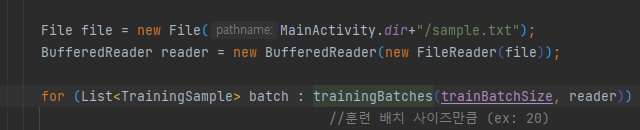 File file = new File( pathname: MainActivity.dir+"/sample.txt");
BufferedReader reader = new BufferedReader(new FileReader(file));
for (List<TrainingSample> batch : trainingBatches(trainBatchSize, reader))
//훈련 배치 사이즈만큼 (ex: 20)